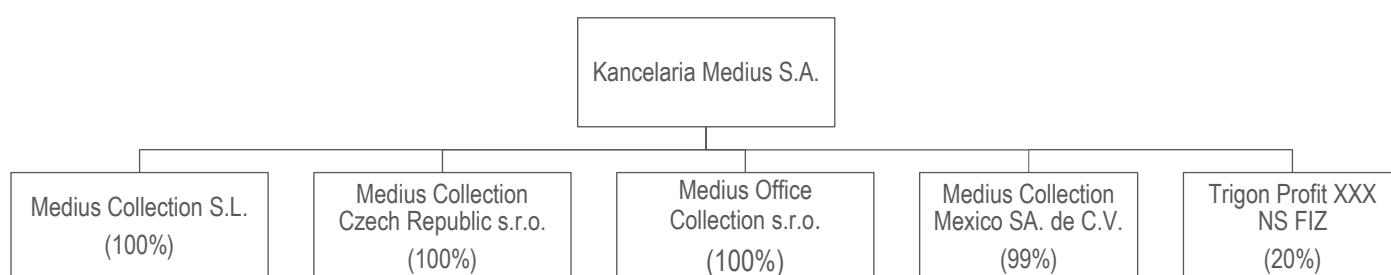 Kancelaria Medius S.A.
Medius Collection S.L.
(100%)
Medius Collection
Czech Republic s.r.o.
(100%)
Medius Office
Collection s.r.o.
(100%)
Medius Collection
Mexico SA. de C.V.
(99%)
Trigon Profit XXX
NS FIZ
(20%)